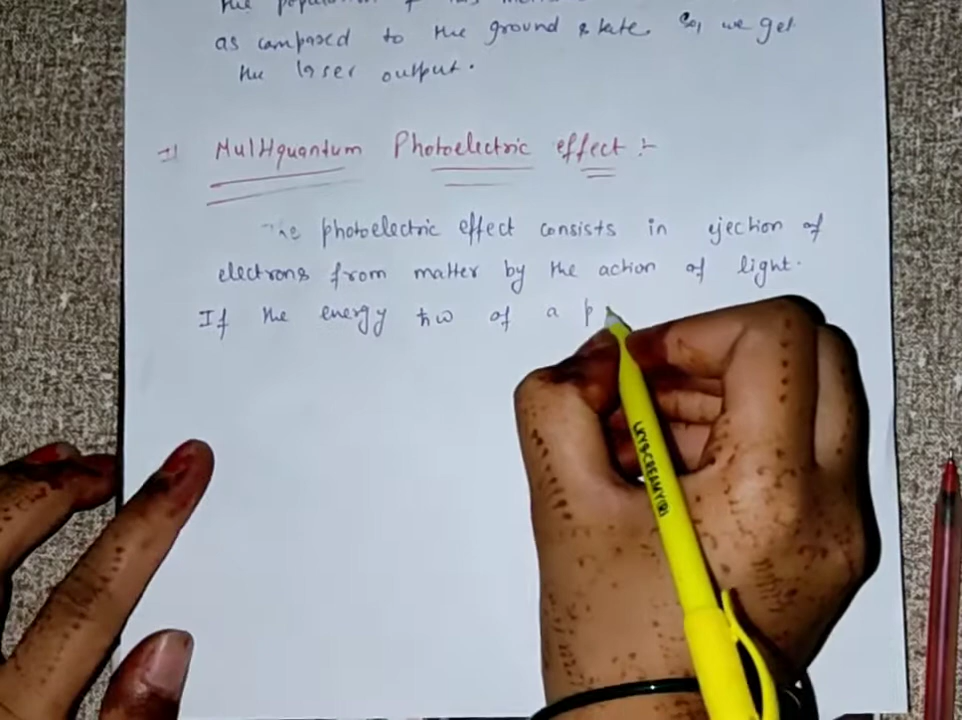 the
as compared to the ground state. So, we get
the laser output.
Multiquantum Photoelectric effect :-
The photoelectric effect consists in ejection of
electrons from matter by the action of light.
If the energy ħω of a p